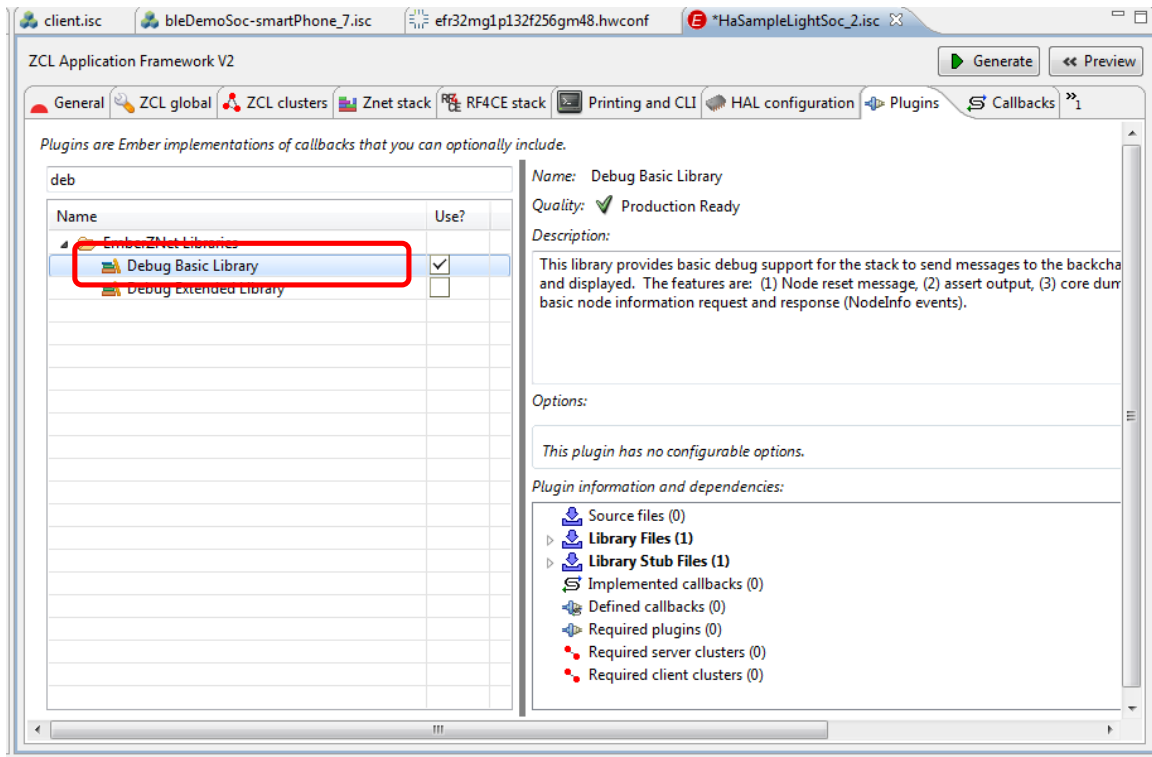 client.isc bleDemoSoc-smartPhone_7.isc efr32mg1p132f256gm48.hwconf *HaSampleLightSoc_2.isc
ZCL Application Framework V2 Generate Preview
General ZCL global ZCL clusters Znet stack RF4CE stack Printing and CLI HAL configuration Plugins Callbacks »1
Plugins are Ember implementations of callbacks that you can optionally include.
deb
Name Use?
EmberZNet Libraries
Debug Basic Library
Debug Extended Library
Name: Debug Basic Library
Quality: Production Ready
Description:
This library provides basic debug support for the stack to send messages to the backcha
and displayed. The features are: (1) Node reset message, (2) assert output, (3) core dum
basic node information request and response (NodeInfo events).
Options:
This plugin has no configurable options.
Plugin information and dependencies:
Source files (0)
Library Files (1)
Library Stub Files (1)
Implemented callbacks (0)
Defined callbacks (0)
Required plugins (0)
Required server clusters (0)
Required client clusters (0)